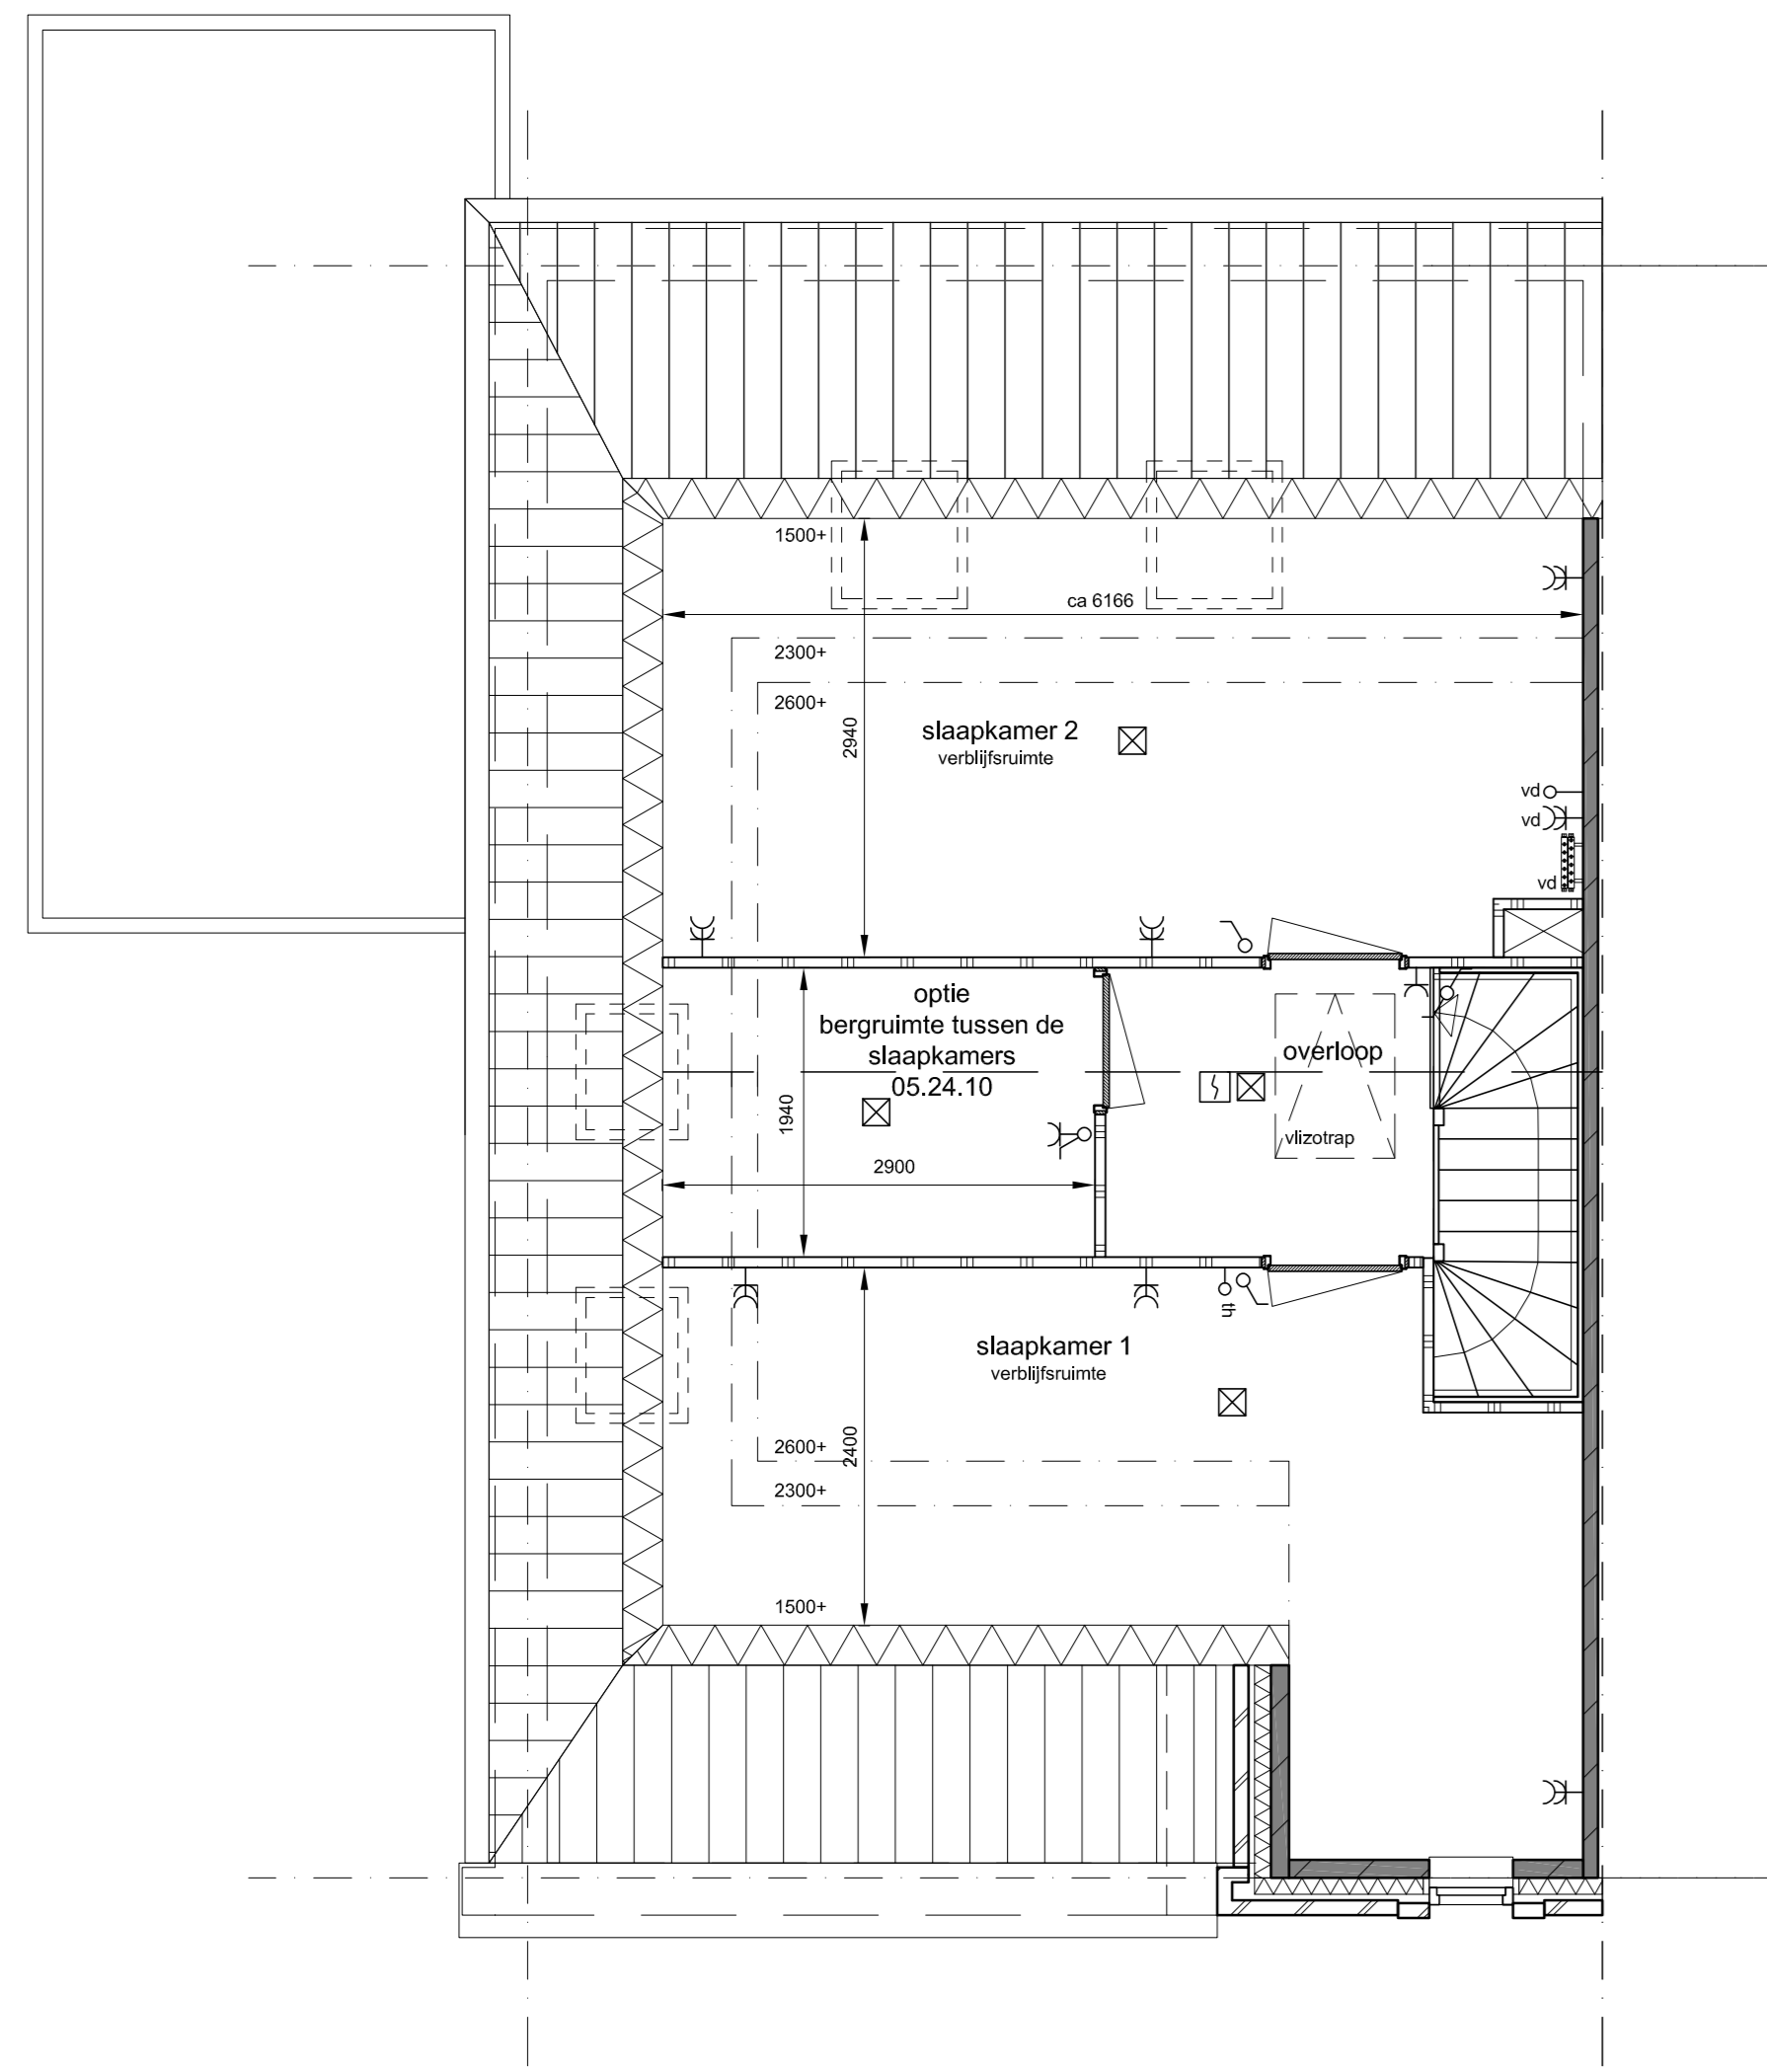 1500+
ca 6166
2300+
2600+
2940
slaapkamer 2
verblijfsruimte
vd
vd
vd
optie
bergruimte tussen de
slaapkamers
05.24.10
overloop
1940
vlizotrap
2900
th
slaapkamer 1
verblijfsruimte
2600+
2400
2300+
1500+